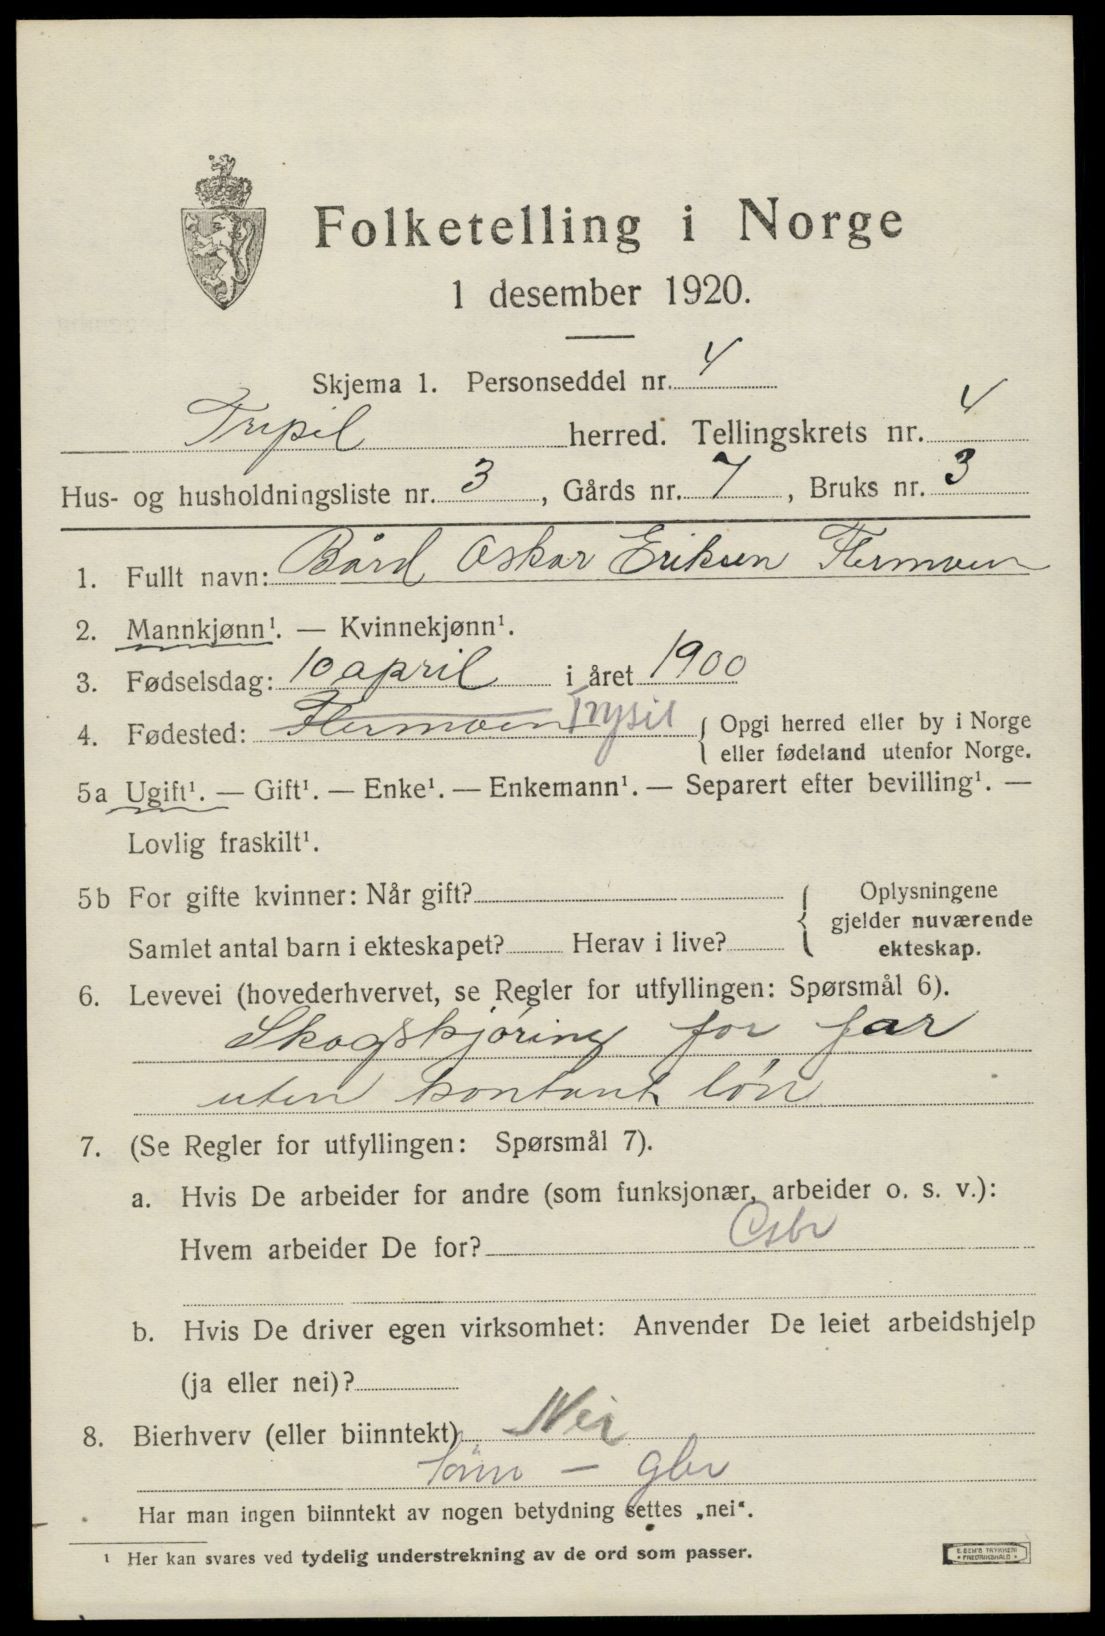 Folketelling i Norge
1 desember 1920.
Skjema 1. Personseddel nr. 4
Trysil herred. Tellingskrets nr. 4
Hus- og husholdningsliste nr. 3, Gårds nr. 7, Bruks nr. 3
1. Fullt navn: Bård Oskar Eriksen Flermoen
2. Mannkjønn¹. — Kvinnekjønn¹.
3. Fødselsdag: 10 april i året 1900
4. Fødested: Flermoen Trysil { Opgi herred eller by i Norge
eller fødeland utenfor Norge.
5a Ugift¹. — Gift¹. — Enke¹. — Enkemann¹. — Separert efter bevilling¹. —
Lovlig fraskilt¹.
5b For gifte kvinner: Når gift?
Samlet antal barn i ekteskapet? Herav i live?
{ Oplysningene
gjelder nuværende
ekteskap.
6. Levevei (hovederhvervet, se Regler for utfyllingen: Spørsmål 6).
Skogskjøring for far
uten kontant løn
7. (Se Regler for utfyllingen: Spørsmål 7).
a. Hvis De arbeider for andre (som funksjonær, arbeider o. s. v.):
Hvem arbeider De for?
b. Hvis De driver egen virksomhet: Anvender De leiet arbeidshjelp
(ja eller nei)?
8. Bierhverv (eller biinntekt) Nei
— gbr
Har man ingen biinntekt av nogen betydning settes „nei“.
¹ Her kan svares ved tydelig understrekning av de ord som passer.